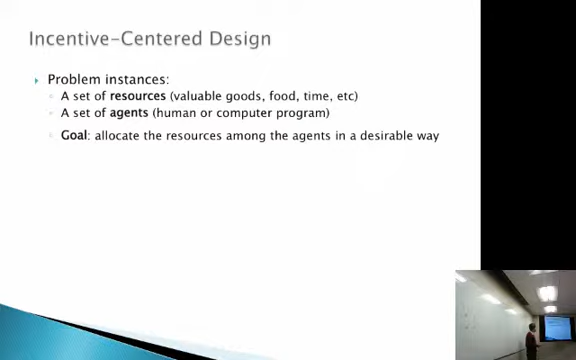 Incentive-Centered Design
Problem instances:
A set of resources (valuable goods, food, time, etc)
A set of agents (human or computer program)
Goal: allocate the resources among the agents in a desirable way